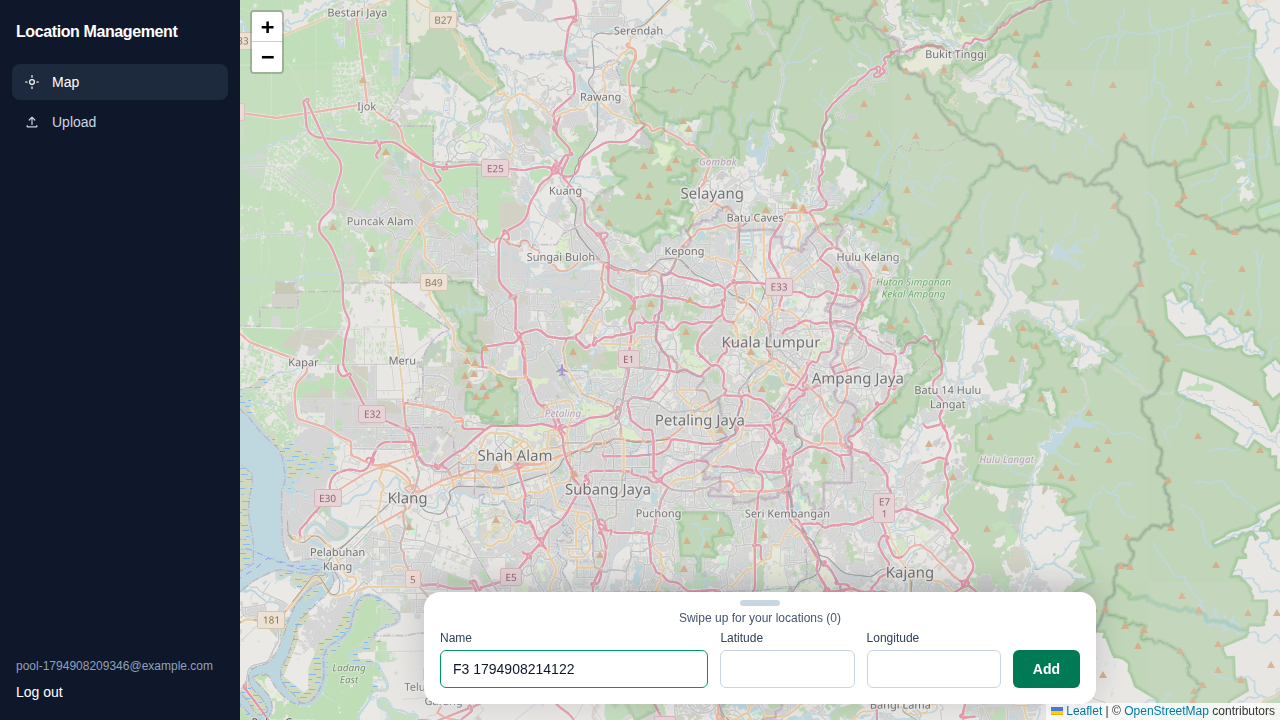 Location Management
Map
Upload
pool-1794908209346@example.com
Log out
+
−
Bestari Jaya
B27
Serendah
Bukit Tinggi
33
Rawang
Ijok
E25
Gombak
Kuang
Selayang
Puncak Alam
Batu Caves
Sungai Buloh
Kepong
Hulu Kelang
B49
E33
Hutan Simpanan
Kekal Ampang
Kuala Lumpur
Kapar
Meru
E1
Ampang Jaya
Batu 14 Hulu
Langat
E32
Petaling
Petaling Jaya
Shah Alam
Hulu Langat
Subang Jaya
E30
Klang
Puchong
Seri Kembangan
E7
1
Pelabuhan
Klang
5
E5
Kajang
181
Ladang
East
Swipe up for your locations (0)
Name
Latitude
Longitude
F3 1794908214122
Add
Leaflet | © OpenStreetMap contributors